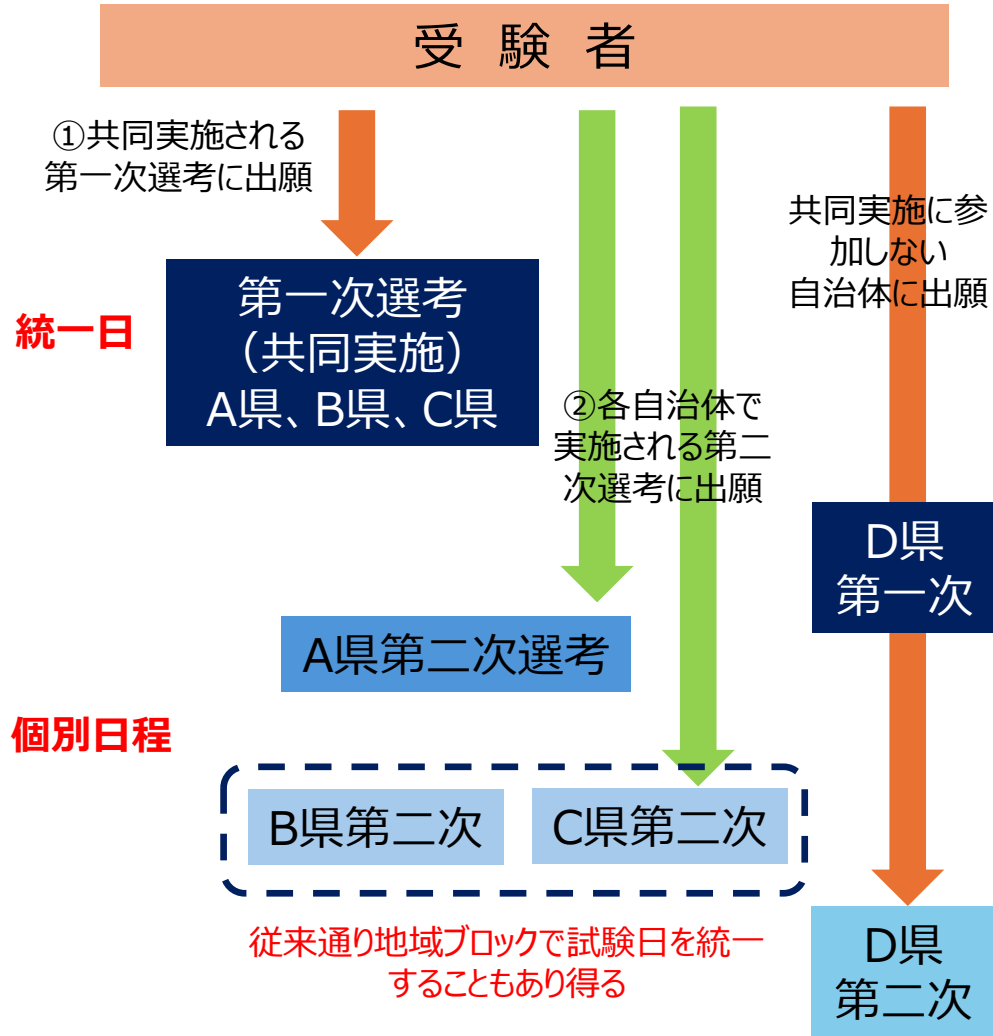 受 験 者
①共同実施される
第一次選考に出願
共同実施に参
加しない
自治体に出願
統一日
第一次選考
（共同実施）
A県、B県、C県
②各自治体で
実施される第二
次選考に出願
D県
第一次
A県第二次選考
個別日程
B県第二次
C県第二次
従来通り地域ブロックで試験日を統一
することもあり得る
D県
第二次